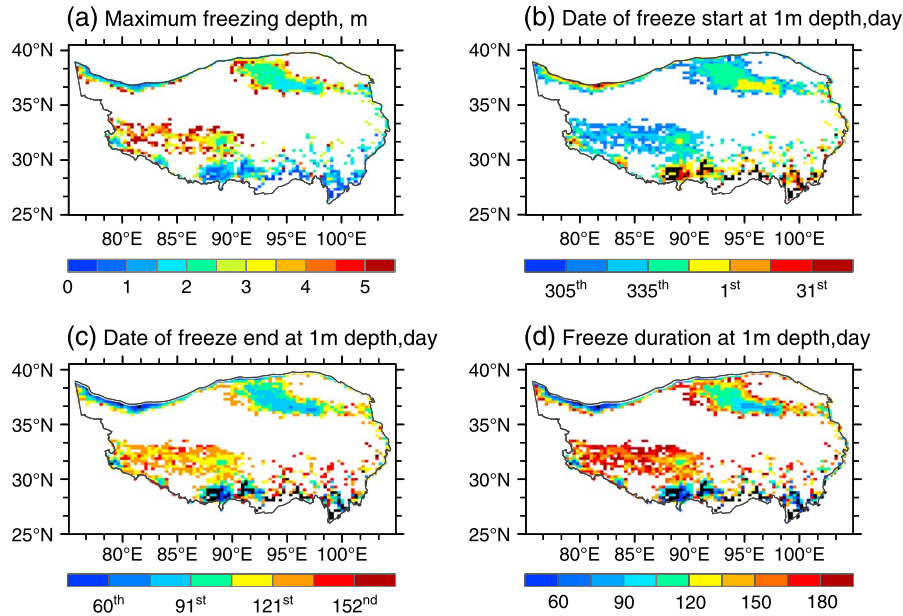 (a) Maximum freezing depth, m
(b) Date of freeze start at 1m depth,day
40°N
35°N
30°N
25°N
80°E 85°E 90°E 95°E 100°E
0 1 2 3 4 5
40°N
35°N
30°N
25°N
80°E 85°E 90°E 95°E 100°E
305th 335th 1st 31st
(c) Date of freeze end at 1m depth,day
(d) Freeze duration at 1m depth,day
40°N
35°N
30°N
25°N
80°E 85°E 90°E 95°E 100°E
60th 91st 121st 152nd
40°N
35°N
30°N
25°N
80°E 85°E 90°E 95°E 100°E
60 90 120 150 180